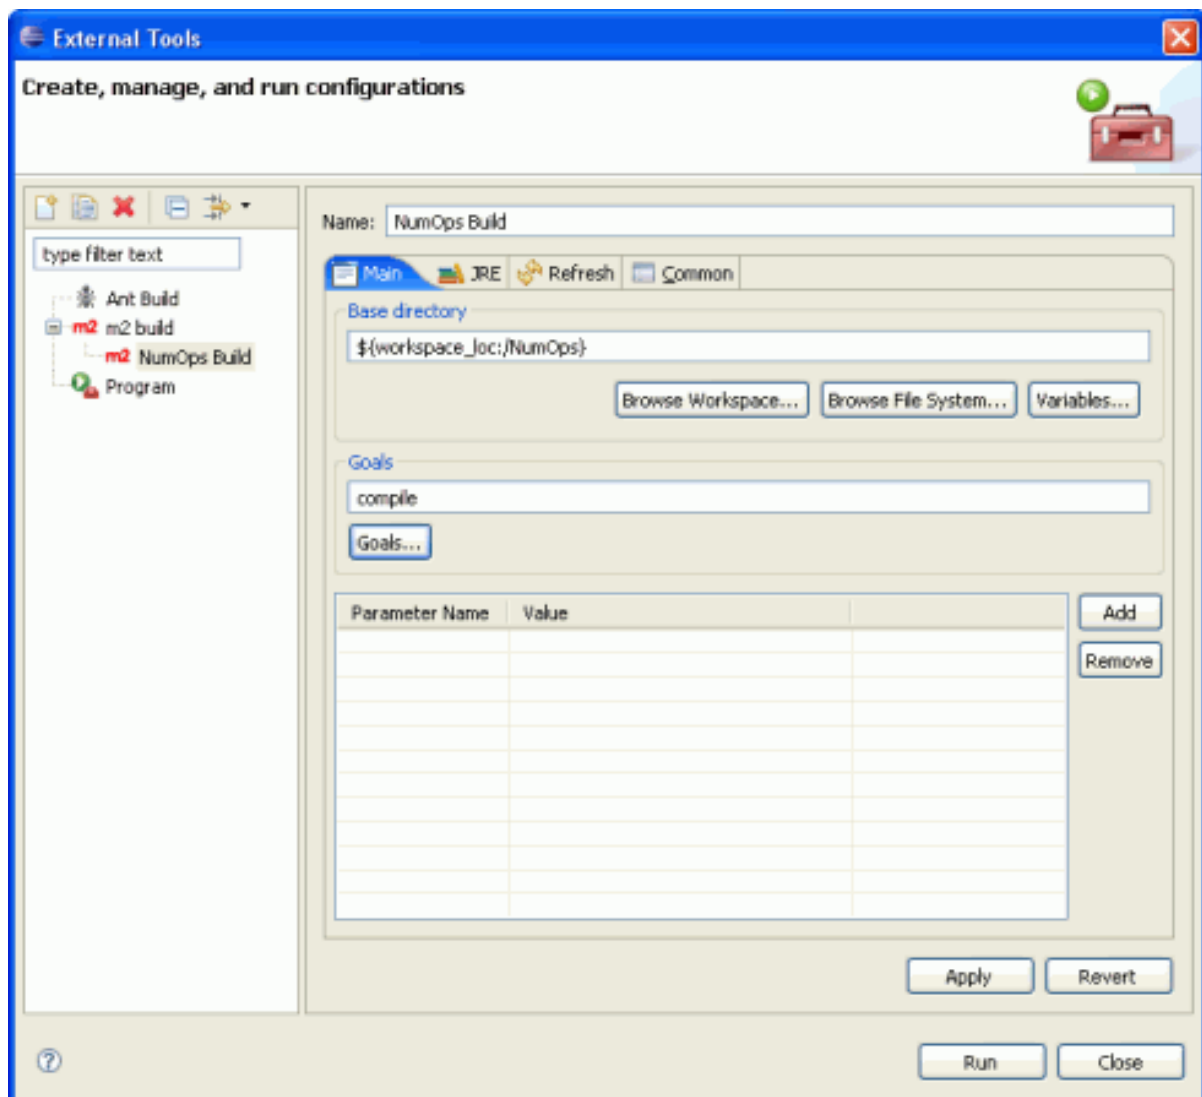 External Tools
Create, manage, and run configurations
type filter text
Ant Build
m2 m2 build
m2 NumOps Build
Program
Name: NumOps Build
Main JRE Refresh Common
Base directory
${workspace_loc:/NumOps}
Browse Workspace... Browse File System... Variables...
Goals
compile
Goals...
Parameter Name Value
Add
Remove
Apply Revert
? Run Close